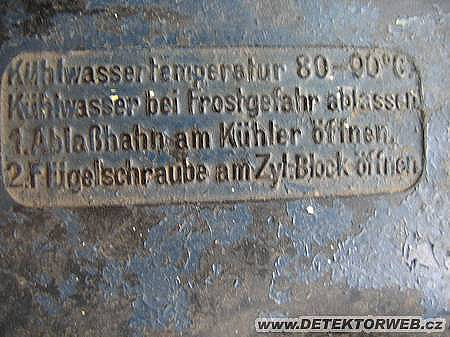 Kühlwassertemperatur 80-90°C.
Kühlwasser bei Frostgefahr ablassen
1. Ablaßhahn am Kühler öffnen.
2. Flügelschraube am Zyl:Block öffnen
www.DETEKTORWEB.cz